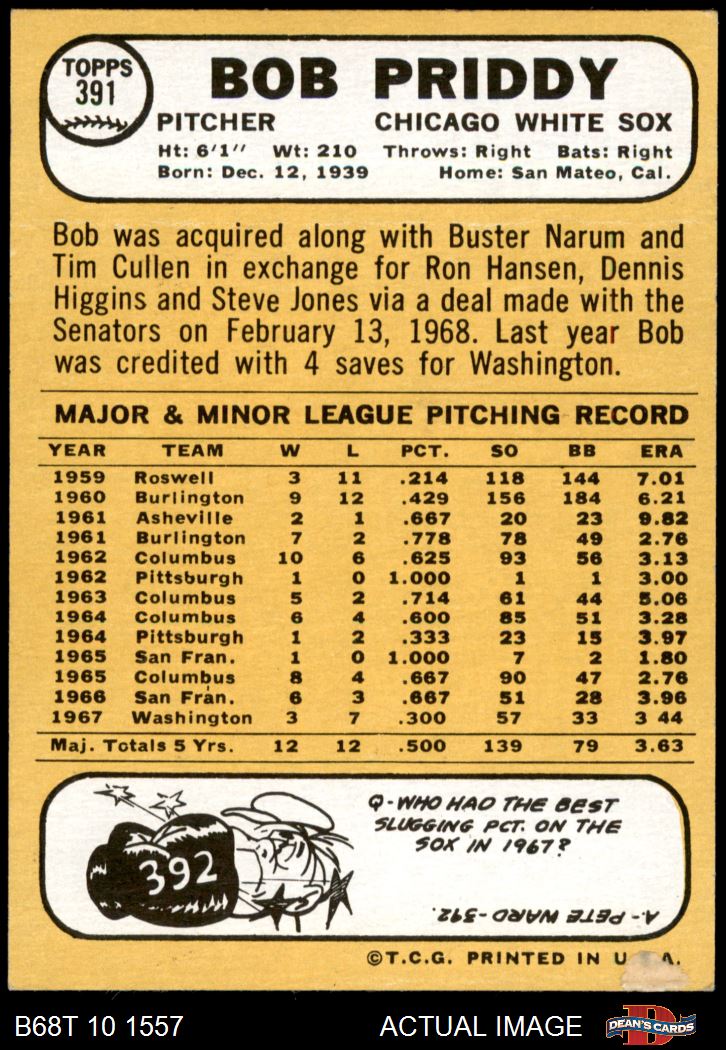 TOPPS
391
BOB PRIDDY
PITCHER CHICAGO WHITE SOX
Ht: 6'1" Wt: 210 Throws: Right Bats: Right
Born: Dec. 12, 1939 Home: San Mateo, Cal.
Bob was acquired along with Buster Narum and
Tim Cullen in exchange for Ron Hansen, Dennis
Higgins and Steve Jones via a deal made with the
Senators on February 13, 1968. Last year Bob
was credited with 4 saves for Washington.
MAJOR & MINOR LEAGUE PITCHING RECORD
YEAR TEAM W L PCT. SO BB ERA
1959 Roswell 3 11 .214 118 144 7.01
1960 Burlington 9 12 .429 156 184 6.21
1961 Asheville 2 1 .667 20 23 9.82
1961 Burlington 7 2 .778 78 49 2.76
1962 Columbus 10 6 .625 93 56 3.13
1962 Pittsburgh 1 0 1.000 1 1 3.00
1963 Columbus 5 2 .714 61 44 5.06
1964 Columbus 6 4 .600 85 51 3.28
1964 Pittsburgh 1 2 .333 23 15 3.97
1965 San Fran. 1 0 1.000 7 2 1.80
1965 Columbus 8 4 .667 90 47 2.76
1966 San Fran. 6 3 .667 51 28 3.96
1967 Washington 3 7 .300 57 33 3 44
Maj. Totals 5 Yrs. 12 12 .500 139 79 3.63
392
Q-WHO HAD THE BEST
SLUGGING PCT. ON THE
SOX IN 1967?
A-PETE WARD-.392.
©T.C.G. PRINTED IN U A.
B68T 10 1557 ACTUAL IMAGE
D
DEAN'S CARDS